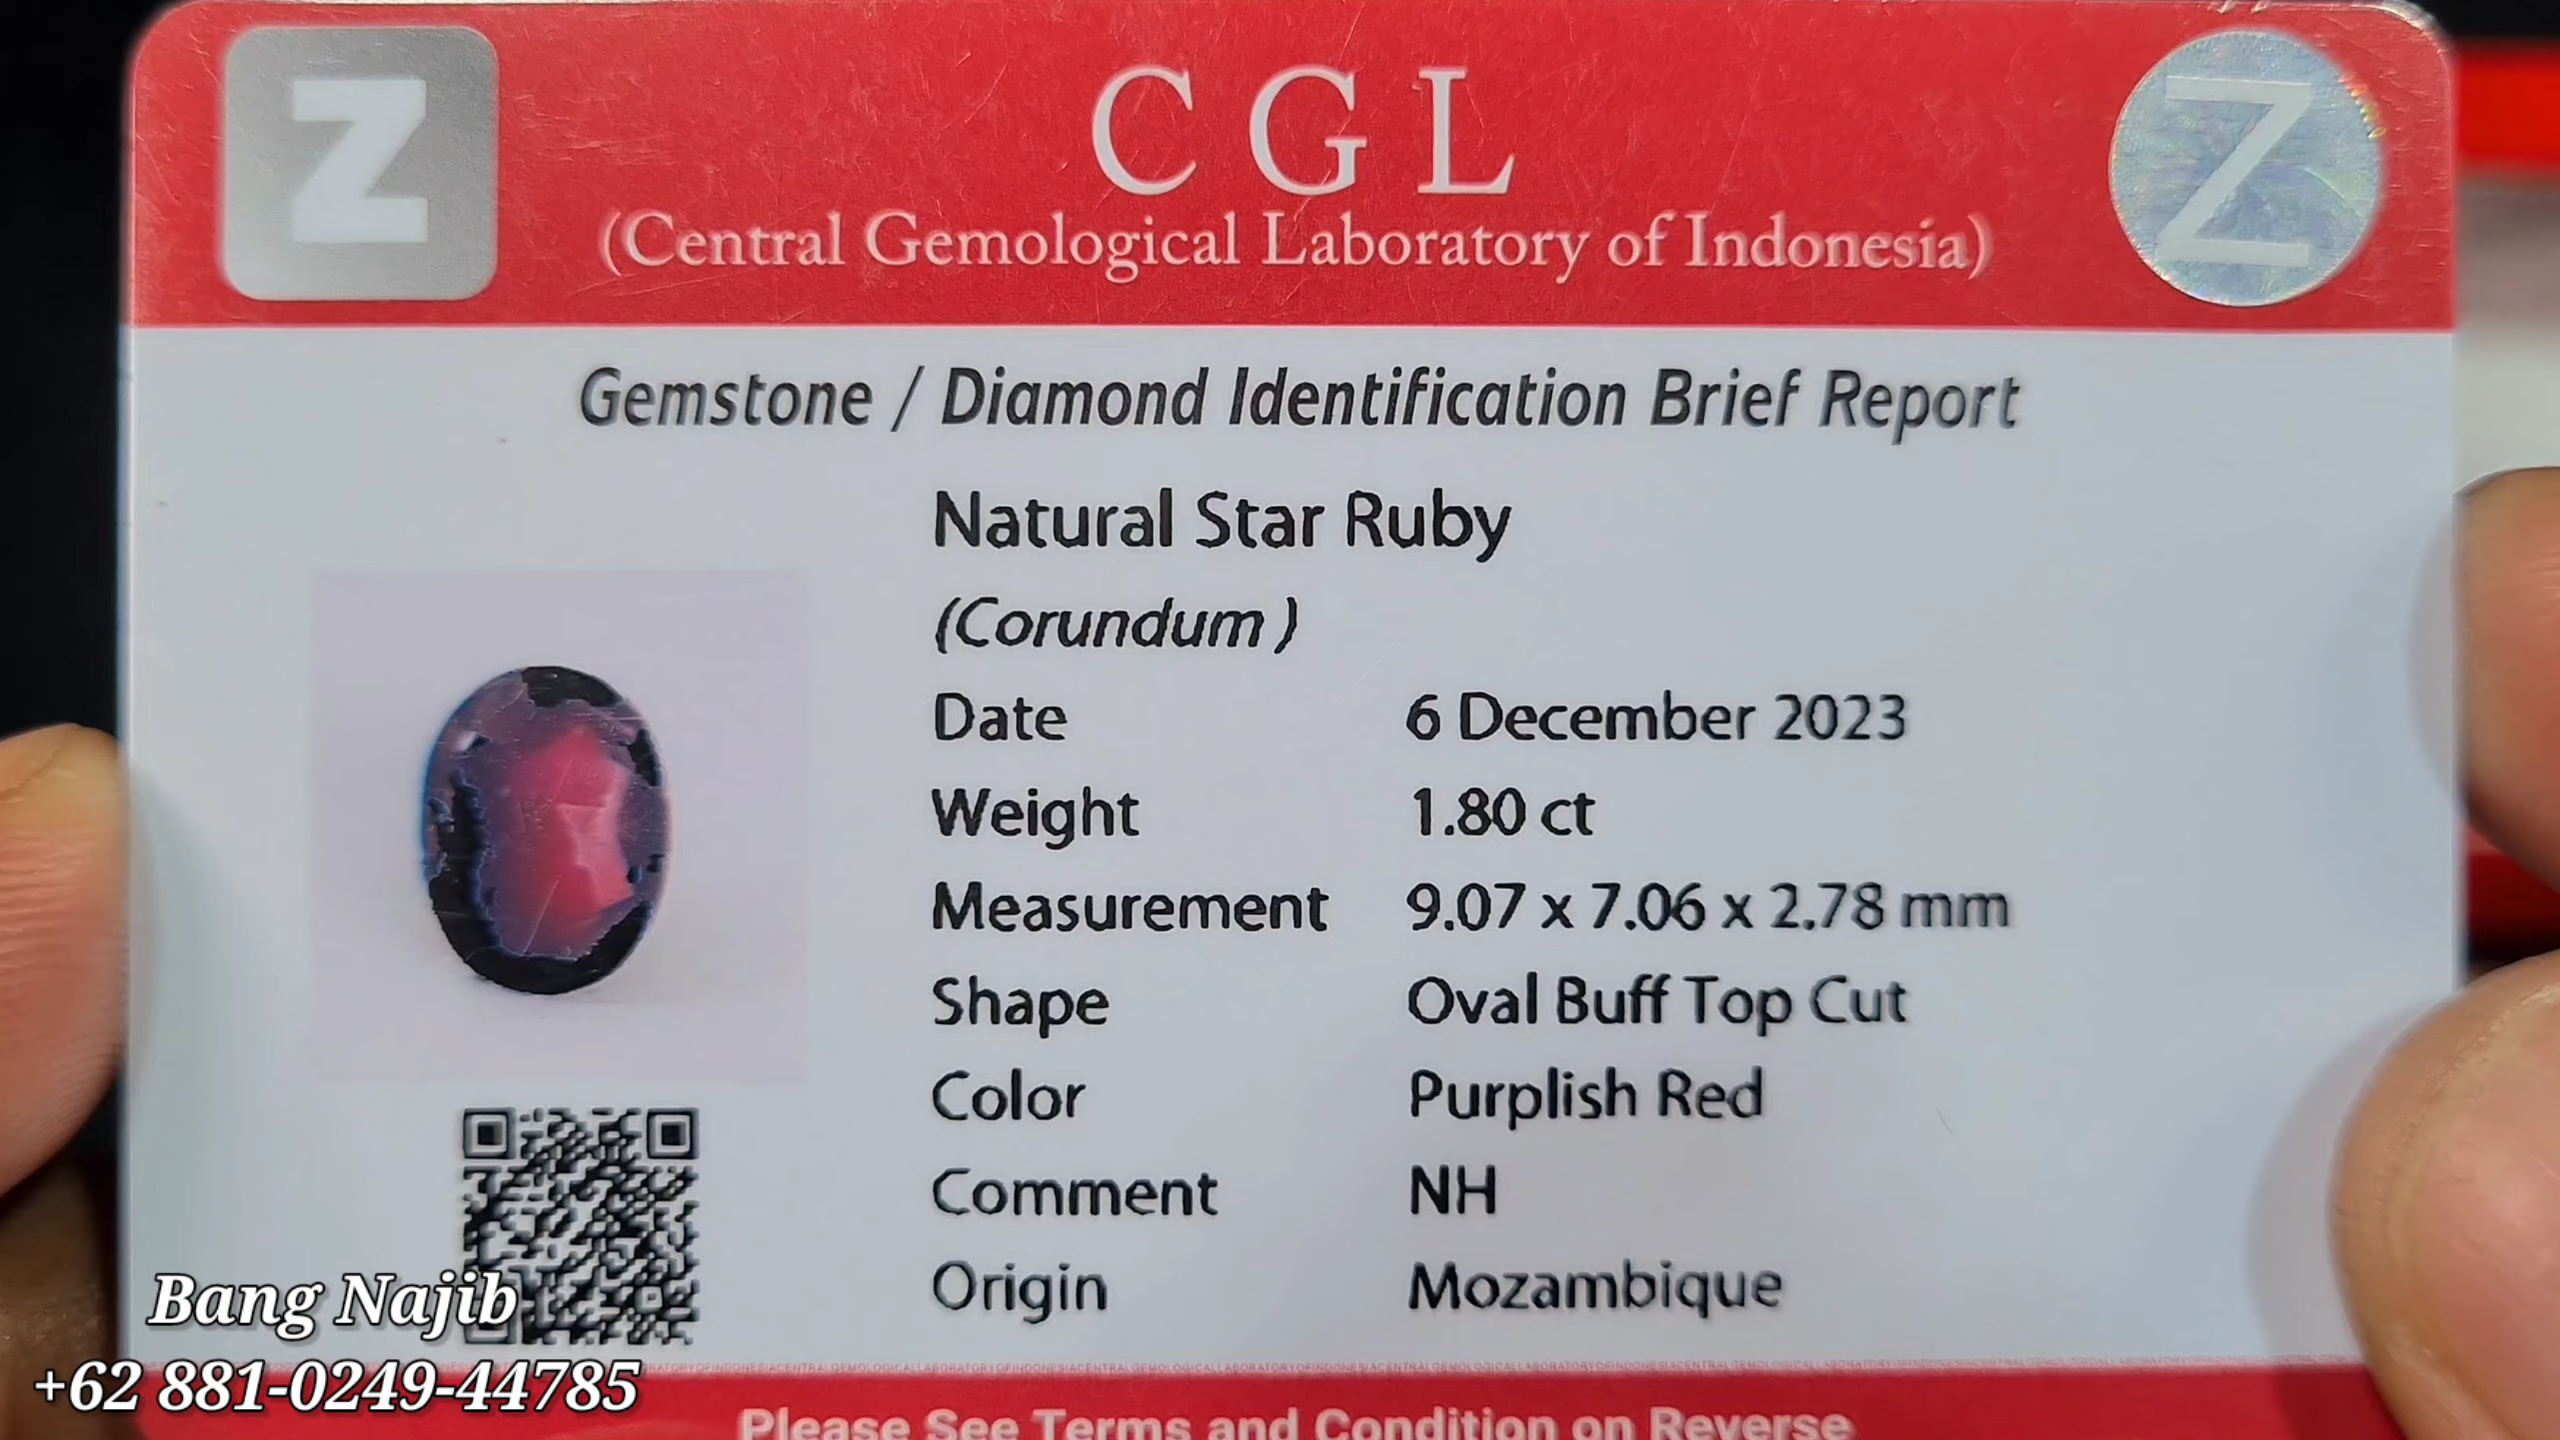 Z
C G L
Z
(Central Gemological Laboratory of Indonesia)
Gemstone / Diamond Identification Brief Report
Natural Star Ruby
(Corundum )
Date 6 December 2023
Weight 1.80 ct
Measurement 9.07 x 7.06 x 2.78 mm
Shape Oval Buff Top Cut
Color Purplish Red
Comment NH
Origin Mozambique
Bang Najib
+62 881-0249-44785
Please See Terms and Condition on Reverse